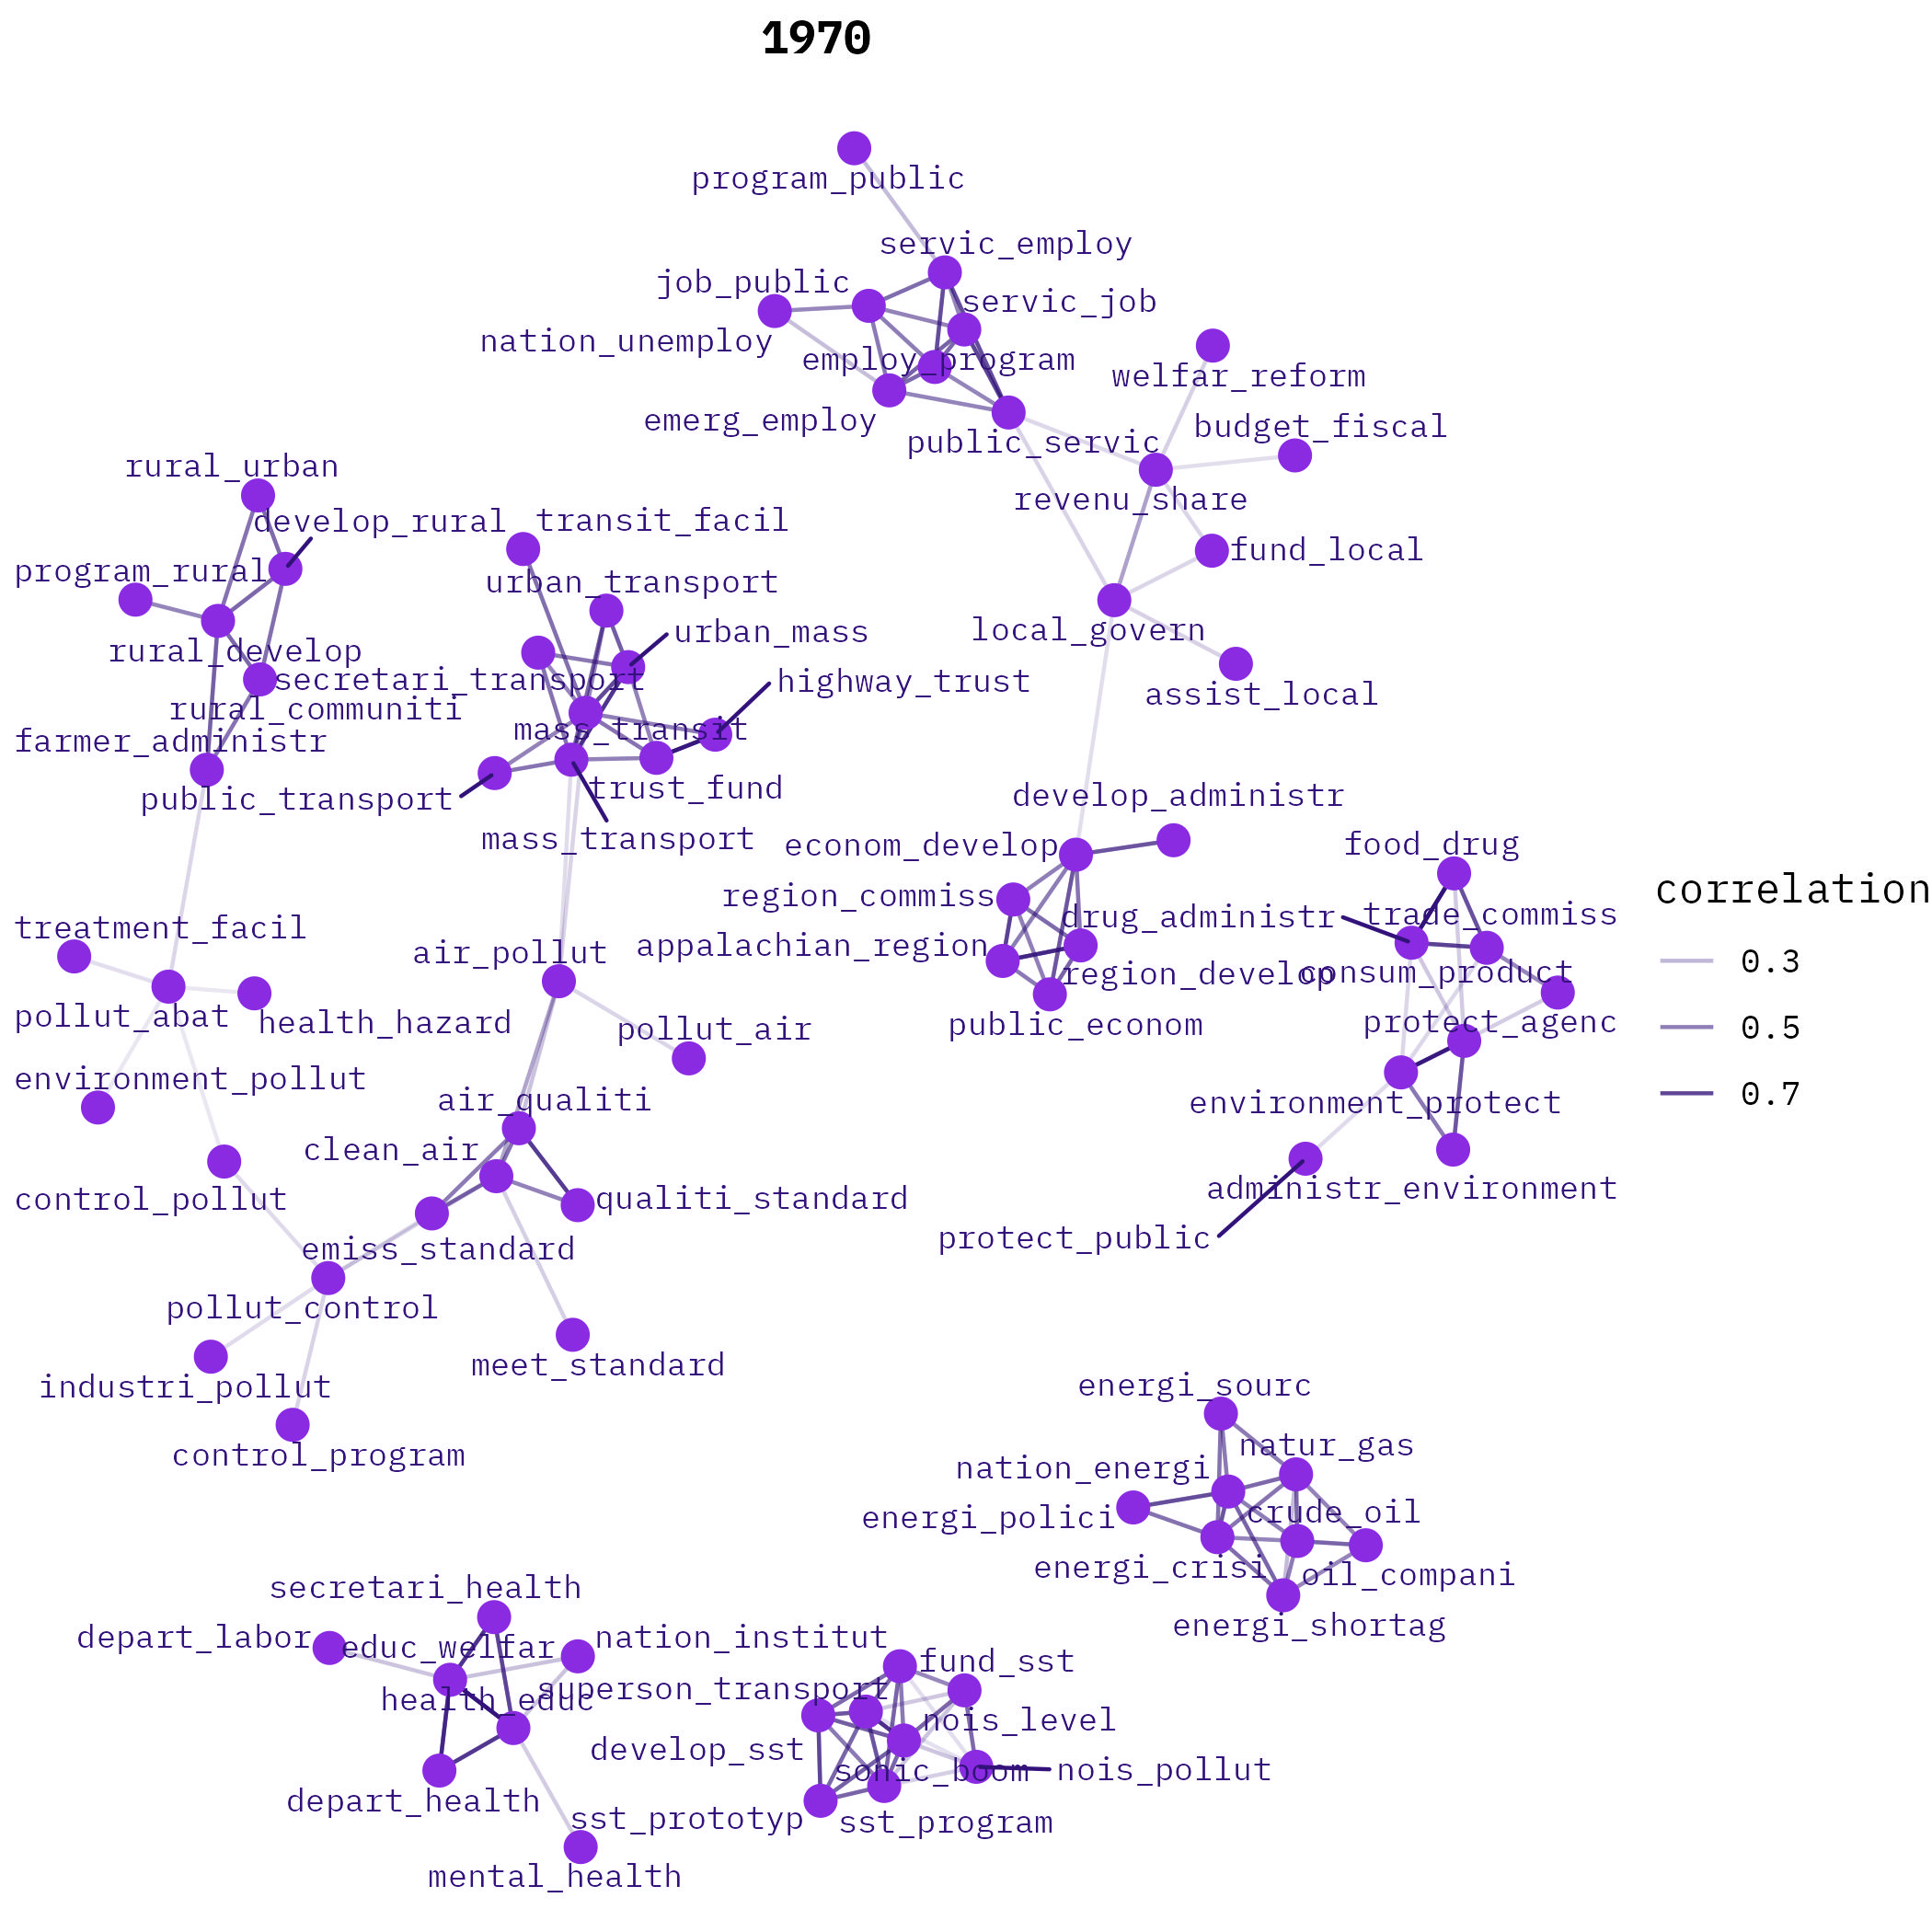 1970
program_public
servic_employ
job_public
servic_job
nation_unemploy
employ_program
welfar_reform
emerg_employ
public_servic
budget_fiscal
rural_urban
revenu_share
develop_rural
transit_facil
fund_local
program_rural
urban_transport
urban_mass
local_govern
rural_develop
secretari_transport
highway_trust
assist_local
rural_communiti
mass_transit
farmer_administr
public_transport
trust_fund
develop_administr
mass_transport
econom_develop
food_drug
region_commiss
drug_administr
trade_commiss
correlation
treatment_facil
air_pollut
appalachian_region
region_develop
consum_product
0.3
pollut_abat
health_hazard
pollut_air
public_econom
protect_agenc
0.5
environment_pollut
air_qualiti
environment_protect
0.7
clean_air
control_pollut
qualiti_standard
administr_environment
emiss_standard
protect_public
pollut_control
meet_standard
industri_pollut
energi_sourc
control_program
natur_gas
nation_energi
energi_polici
crude_oil
energi_crisi
oil_compani
secretari_health
energi_shortag
depart_labor
educ_welfar
nation_institut
fund_sst
health_educ
superson_transport
nois_level
develop_sst
sonic_boom
nois_pollut
depart_health
sst_prototyp
sst_program
mental_health